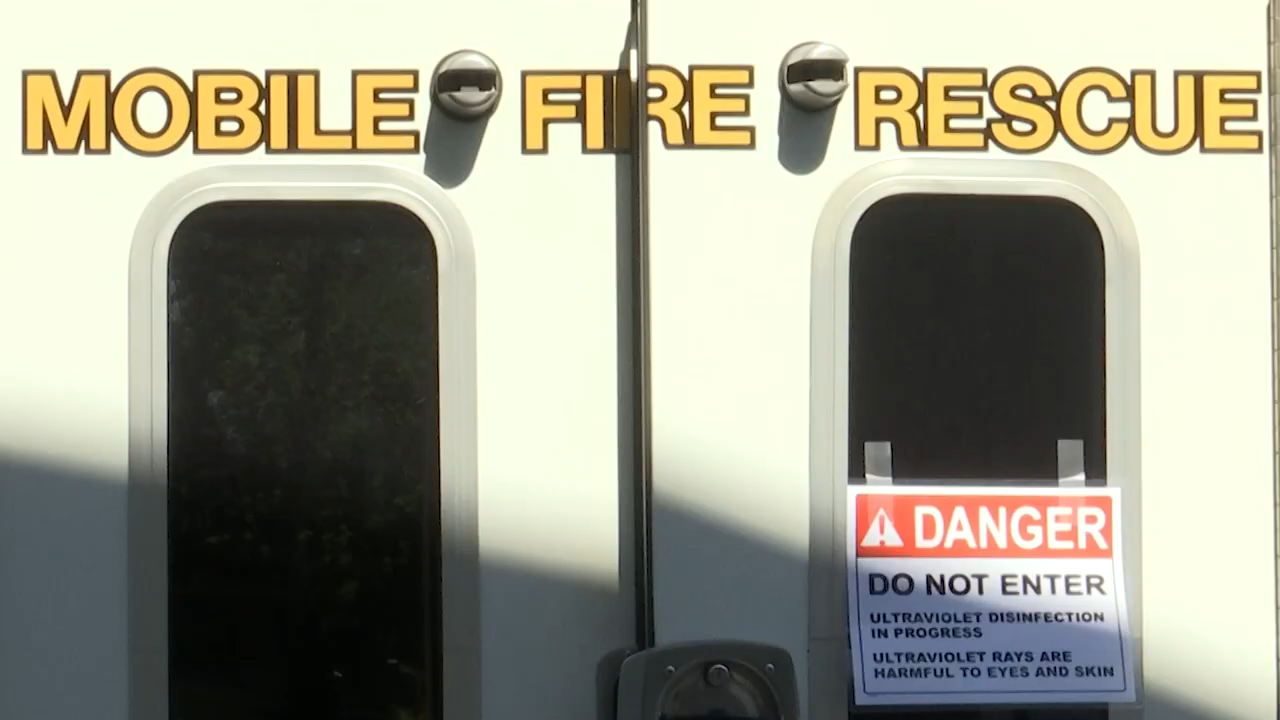 MOBILE FIRE RESCUE
DANGER
DO NOT ENTER
ULTRAVIOLET DISINFECTION
IN PROGRESS
ULTRAVIOLET RAYS ARE
HARMFUL TO EYES AND SKIN